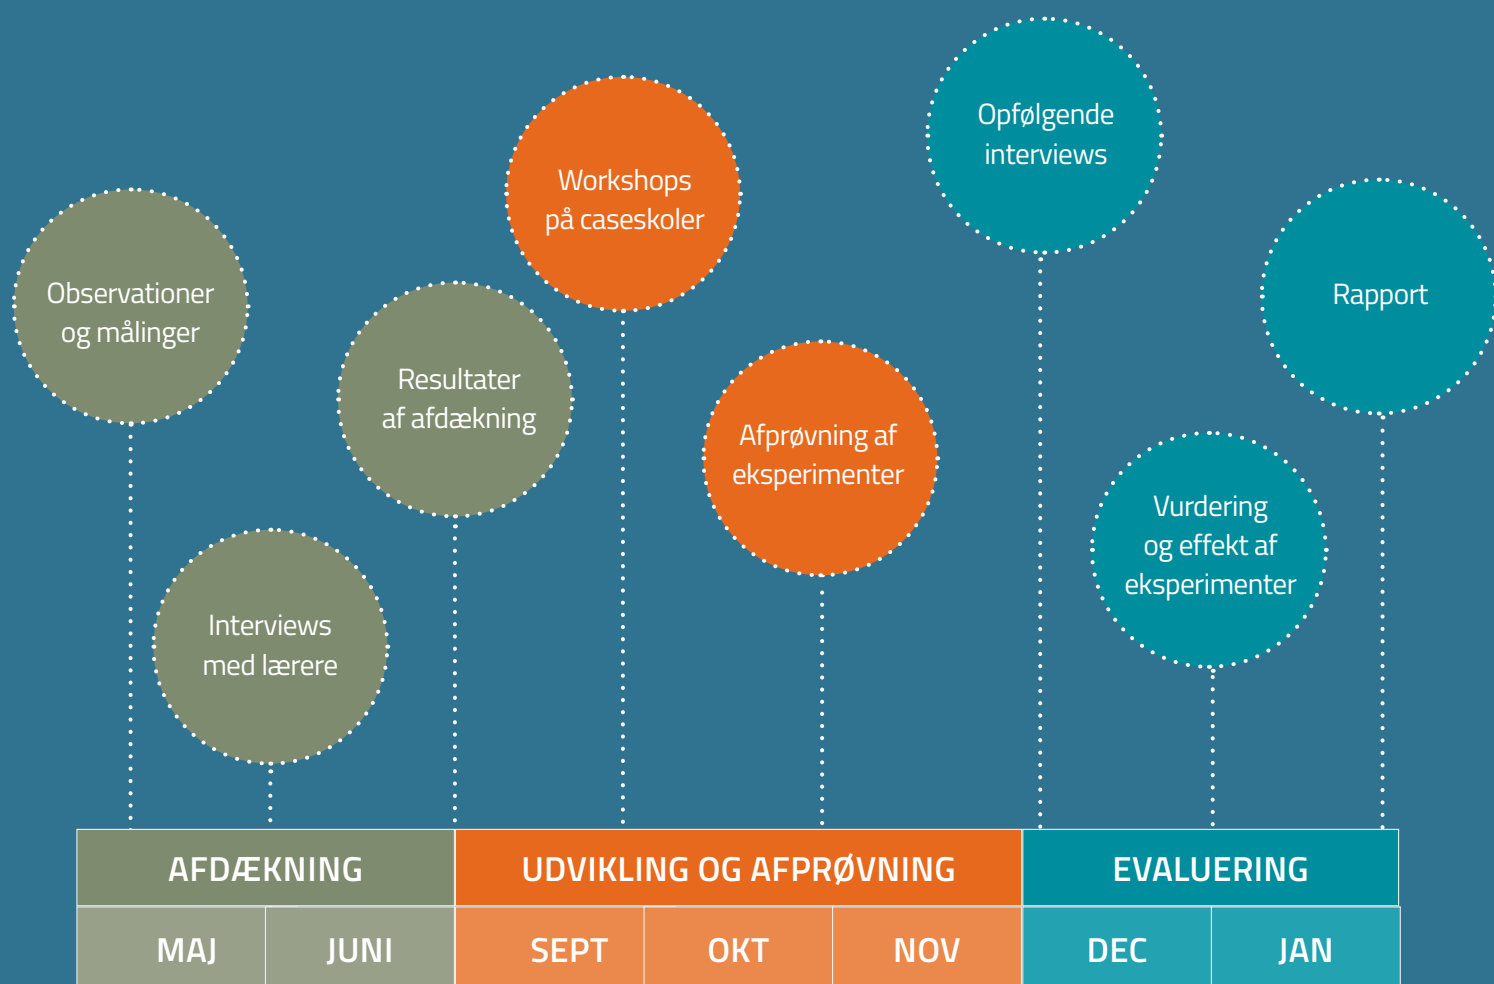 Observationer
og målinger
Interviews
med lærere
Resultater
af afdækning
Workshops
på caseskoler
Afprøvning af
eksperimenter
Opfølgende
interviews
Vurdering
og effekt af
eksperimenter
Rapport
AFDÆKNING
UDVIKLING OG AFPRØVNING
EVALUERING
MAJ
JUNI
SEPT
OKT
NOV
DEC
JAN